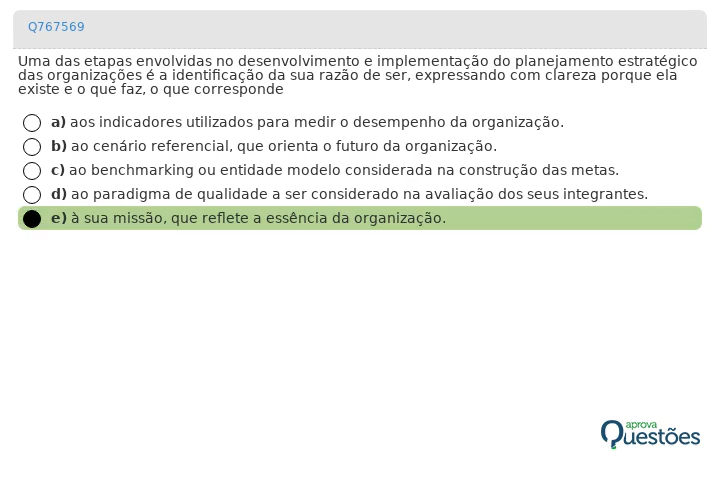 Q767569
Uma das etapas envolvidas no desenvolvimento e implementação do planejamento estratégico
das organizações é a identificação da sua razão de ser, expressando com clareza porque ela
existe e o que faz, o que corresponde
a) aos indicadores utilizados para medir o desempenho da organização.
b) ao cenário referencial, que orienta o futuro da organização.
c) ao benchmarking ou entidade modelo considerada na construção das metas.
d) ao paradigma de qualidade a ser considerado na avaliação dos seus integrantes.
e) à sua missão, que reflete a essência da organização.
aprova
Questões